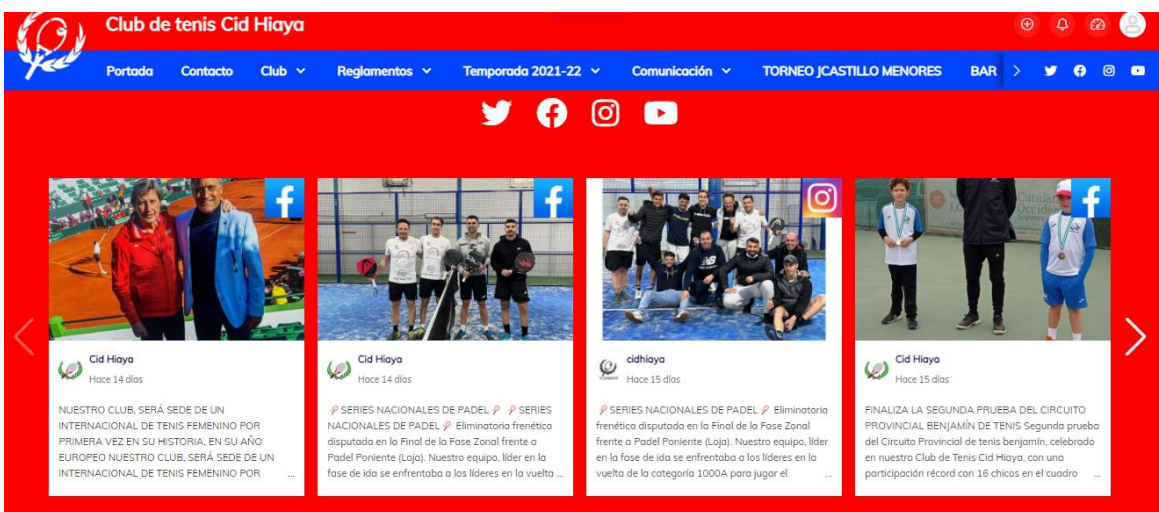 Club de tenis Cid Hiaya
Portada Contacto Club Reglamentos Temporada 2021-22 Comunicación TORNEO JCASTILLO MENORES BAR
Cid Hiaya
Hace 14 días
NUESTRO CLUB, SERÁ SEDE DE UN
INTERNACIONAL DE TENIS FEMENINO POR
PRIMERA VEZ EN SU HISTORIA, EN SU AÑO
EUROPEO NUESTRO CLUB, SERÁ SEDE DE UN
INTERNACIONAL DE TENIS FEMENINO POR ...
Cid Hiaya
Hace 14 días
SERIES NACIONALES DE PADEL SERIES
NACIONALES DE PADEL Eliminatoria frenética
disputada en la Final de la Fase Zonal frente a
Padel Poniente (Loja). Nuestro equipo, líder en la
fase de ida se enfrentaba a los líderes en la vuelta ...
cidhiaya
Hace 15 días
SERIES NACIONALES DE PADEL Eliminatoria
frenética disputada en la Final de la Fase Zonal
frente a Padel Poniente (Loja). Nuestro equipo, líder
en la fase de ida se enfrentaba a los líderes en la
vuelta de la categoría 1000A para jugar el ...
Cid Hiaya
Hace 15 días
FINALIZA LA SEGUNDA PRUEBA DEL CIRCUITO
PROVINCIAL BENJAMÍN DE TENIS Segunda prueba
del Circuito Provincial de tenis benjamín, celebrado
en nuestro Club de Tenis Cid Hiaya, con una
participación récord con 16 chicos en el cuadro ...